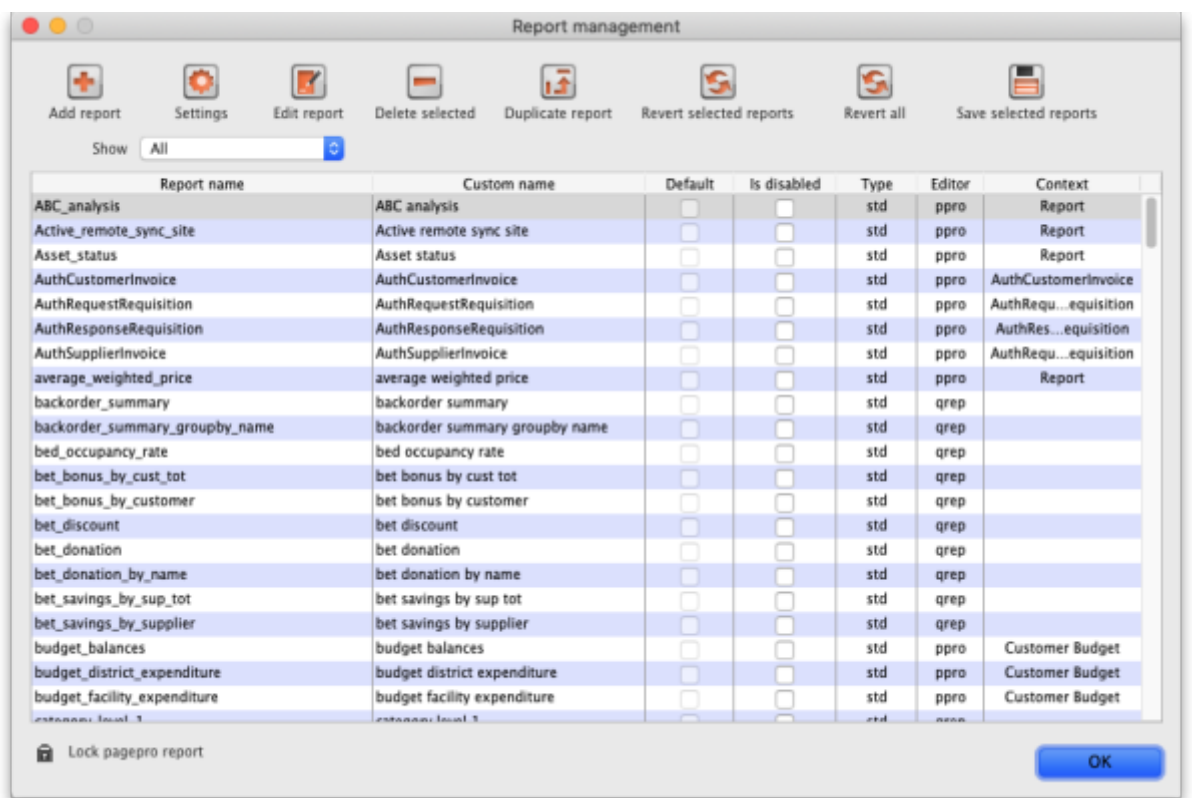 Report management
Add report Settings Edit report Delete selected Duplicate report Revert selected reports Revert all Save selected reports
Show All
Report name Custom name Default Is disabled Type Editor Context
ABC_analysis ABC analysis std ppro Report
Active_remote_sync_site Active remote sync site std ppro Report
Asset_status Asset status std ppro Report
AuthCustomerInvoice AuthCustomerInvoice std ppro AuthCustomerInvoice
AuthRequestRequisition AuthRequestRequisition std ppro AuthRequ...equisition
AuthResponseRequisition AuthResponseRequisition std ppro AuthRes...equisition
AuthSupplierInvoice AuthSupplierInvoice std ppro AuthRequ...equisition
average_weighted_price average weighted price std ppro Report
backorder_summary backorder summary std qrep
backorder_summary_groupby_name backorder summary groupby name std qrep
bed_occupancy_rate bed occupancy rate std qrep
bet_bonus_by_cust_tot bet bonus by cust tot std qrep
bet_bonus_by_customer bet bonus by customer std qrep
bet_discount bet discount std qrep
bet_donation bet donation std qrep
bet_donation_by_name bet donation by name std qrep
bet_savings_by_sup_tot bet savings by sup tot std qrep
bet_savings_by_supplier bet savings by supplier std qrep
budget_balances budget balances std ppro Customer Budget
budget_district_expenditure budget district expenditure std ppro Customer Budget
budget_facility_expenditure budget facility expenditure std ppro Customer Budget
category_level_1 category level 1 std qrep
Lock pagepro report
OK